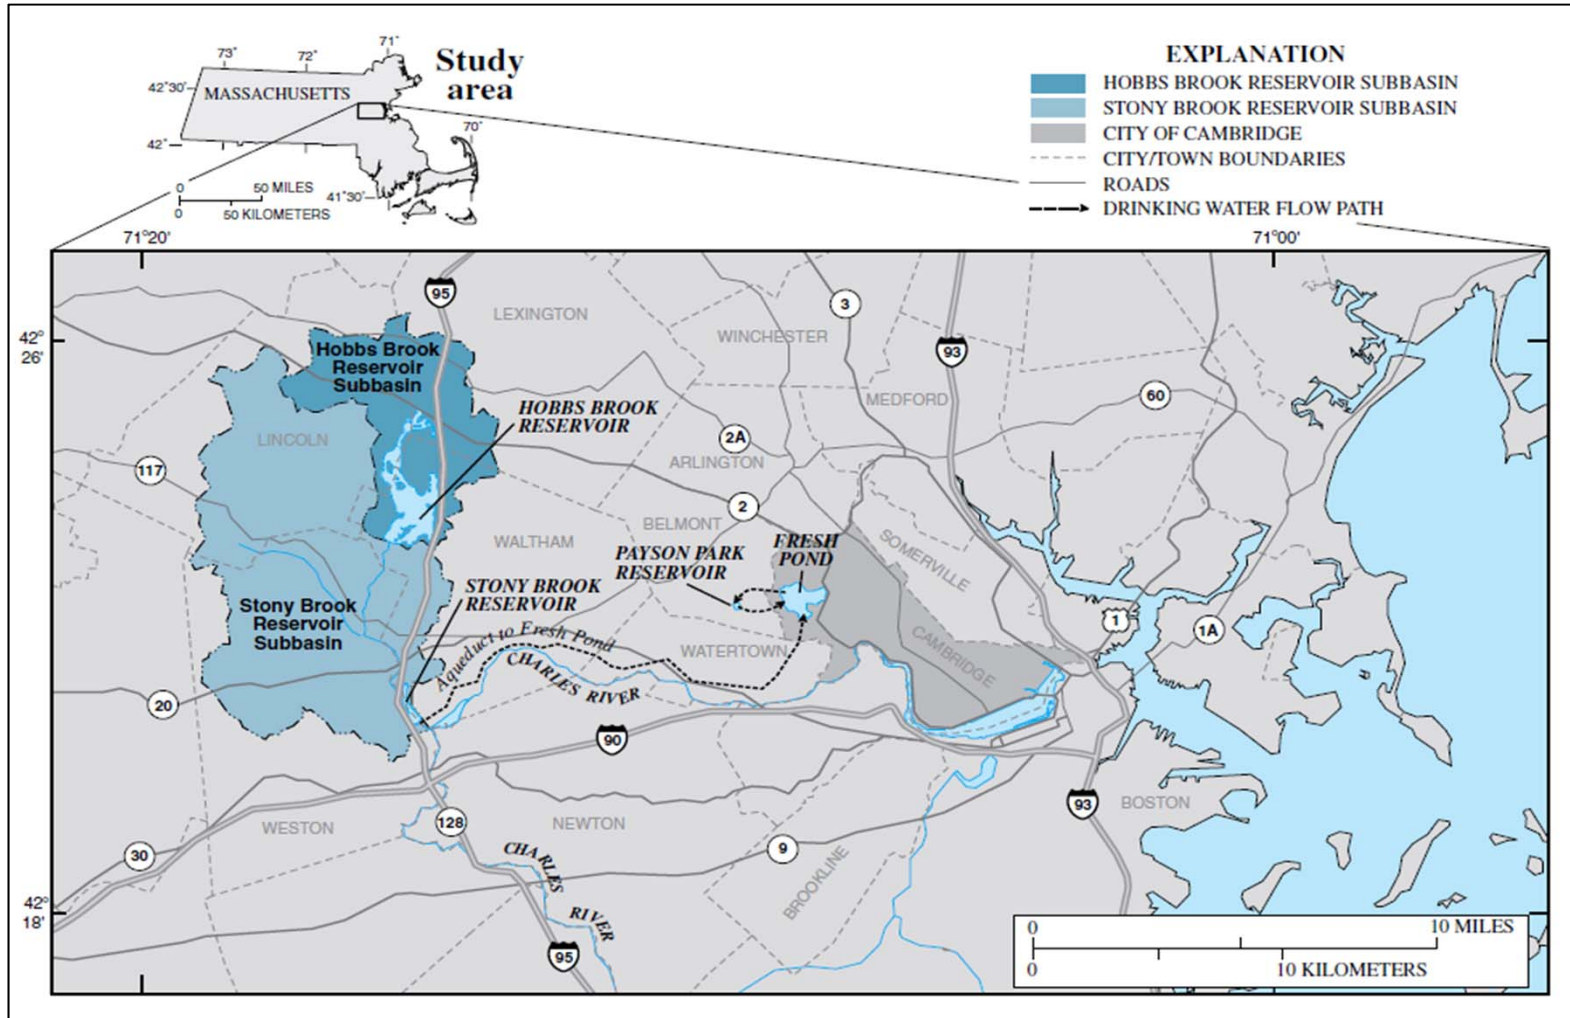 73°
72°
71°
Study
area
42°30'
MASSACHUSETTS
70°
42°
0
50 MILES
41°30'
0
50 KILOMETERS
EXPLANATION
HOBBS BROOK RESERVOIR SUBBASIN
STONY BROOK RESERVOIR SUBBASIN
CITY OF CAMBRIDGE
CITY/TOWN BOUNDARIES
ROADS
DRINKING WATER FLOW PATH
71°20'
71°00'
95
LEXINGTON
3
WINCHESTER
42°
26'
93
Hobbs Brook
Reservoir
Subbasin
MEDFORD
60
HOBBS BROOK
RESERVOIR
LINCOLN
2A
ARLINGTON
117
2
BELMONT
WALTHAM
PAYSON PARK
RESERVOIR
FRESH
POND
SOMERVILLE
STONY BROOK
RESERVOIR
Stony Brook
Reservoir
Subbasin
1
1A
Aqueduct to Fresh Pond
WATERTOWN
CAMBRIDGE
CHARLES RIVER
20
90
93
BOSTON
128
WESTON
NEWTON
30
9
CHARLES
RIVER
BROOKLINE
42°
18'
95
0
10 MILES
0
10 KILOMETERS